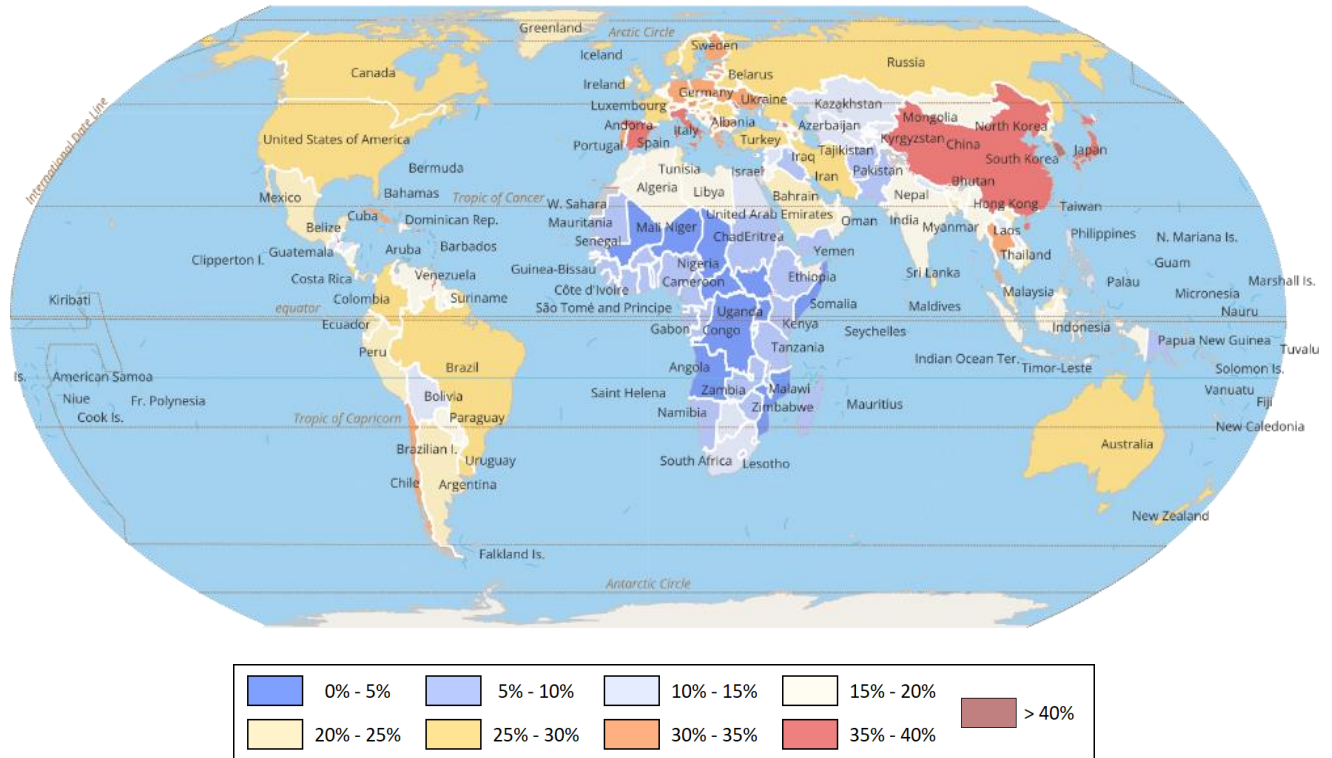 Greenland
Arctic Circle
Sweden
Iceland
Russia
Canada
Belarus
Ireland
Germany
Ukraine
Luxembourg
Kazakhstan
International Date Line
Mongolia
Albania
Andorra
Azerbaijan
North Korea
Italy
United States of America
Portugal
Spain
Turkey
Kyrgyzstan
China
Tajikistan
Japan
Iraq
South Korea
Bermuda
Tunisia
Israel
Pakistan
Iran
Bhutan
Algeria
Libya
Bahamas
Mexico
Tropic of Cancer
Bahrain
Nepal
W. Sahara
Hong Kong
Taiwan
Cuba
Dominican Rep.
United Arab Emirates
Oman
India
Mauritania
Belize
Mali
Niger
Myanmar
Laos
Senegal
Chad
Eritrea
Philippines
N. Mariana Is.
Guatemala
Aruba
Barbados
Yemen
Thailand
Clipperton I.
Nigeria
Guam
Guinea-Bissau
Costa Rica
Venezuela
Cameroon
Ethiopia
Sri Lanka
Palau
Marshall Is.
Côte d'Ivoire
Malaysia
Micronesia
Kiribati
Colombia
Suriname
São Tomé and Principe
Somalia
Maldives
equator
Uganda
Nauru
Ecuador
Gabon
Congo
Kenya
Seychelles
Indonesia
Papua New Guinea
Peru
Tanzania
Tuvalu
Brazil
Angola
Indian Ocean Ter.
Timor-Leste
Solomon Is.
Is.
American Samoa
Saint Helena
Zambia
Malawi
Vanuatu
Niue
Fr. Polynesia
Bolivia
Zimbabwe
Mauritius
Fiji
Cook Is.
Tropic of Capricorn
Paraguay
Namibia
New Caledonia
Brazilian I.
Australia
Uruguay
South Africa
Lesotho
Chile
Argentina
New Zealand
Falkland Is.
Antarctic Circle
0% - 5%
5% - 10%
10% - 15%
15% - 20%
> 40%
20% - 25%
25% - 30%
30% - 35%
35% - 40%